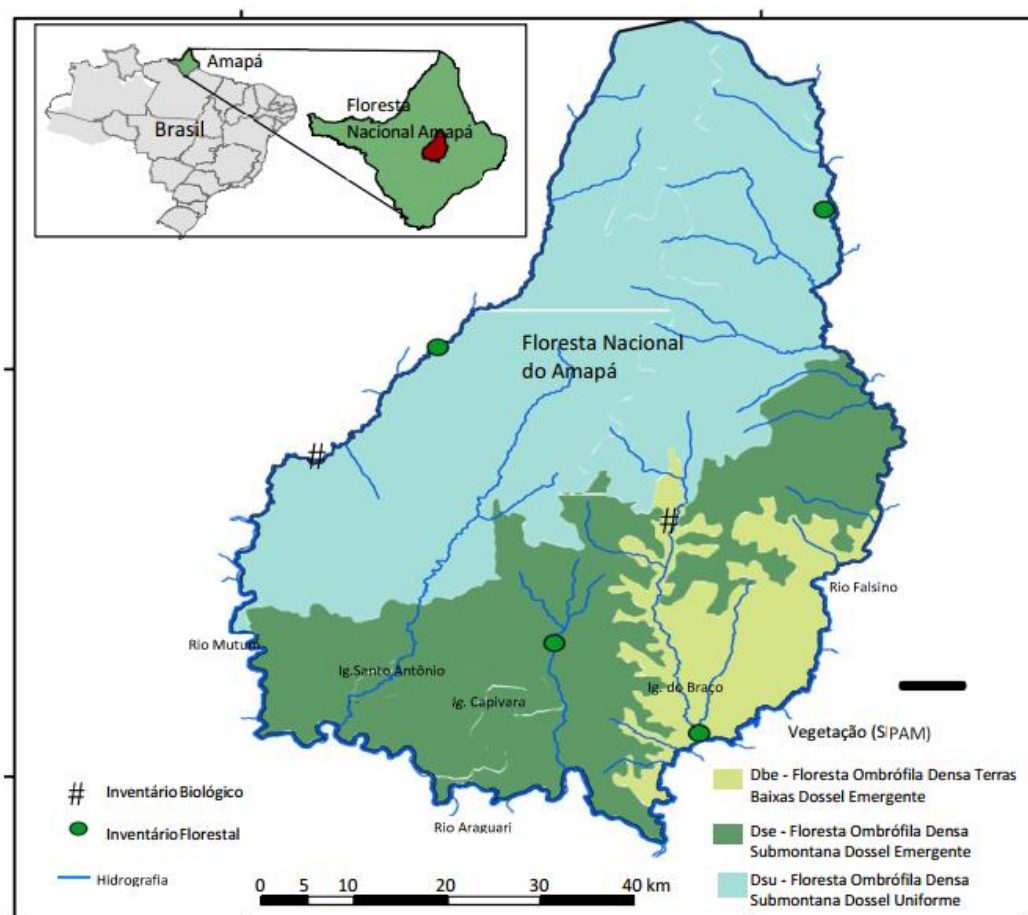 Amapá
Brasil
Floresta
Nacional Amapá
Floresta Nacional
do Amapá
Rio Falsino
Rio Mutum
Ig.Santo Antônio
Ig. Capivara
Ig. do Braço
Rio Araguari
Vegetação (SIPAM)
Dbe - Floresta Ombrófila Densa Terras
Baixas Dossel Emergente
Dse - Floresta Ombrófila Densa
Submontana Dossel Emergente
Dsu - Floresta Ombrófila Densa
Submontana Dossel Uniforme
# Inventário Biológico
Inventário Florestal
Hidrografia
0 5 10 20 30 40 km
#
#